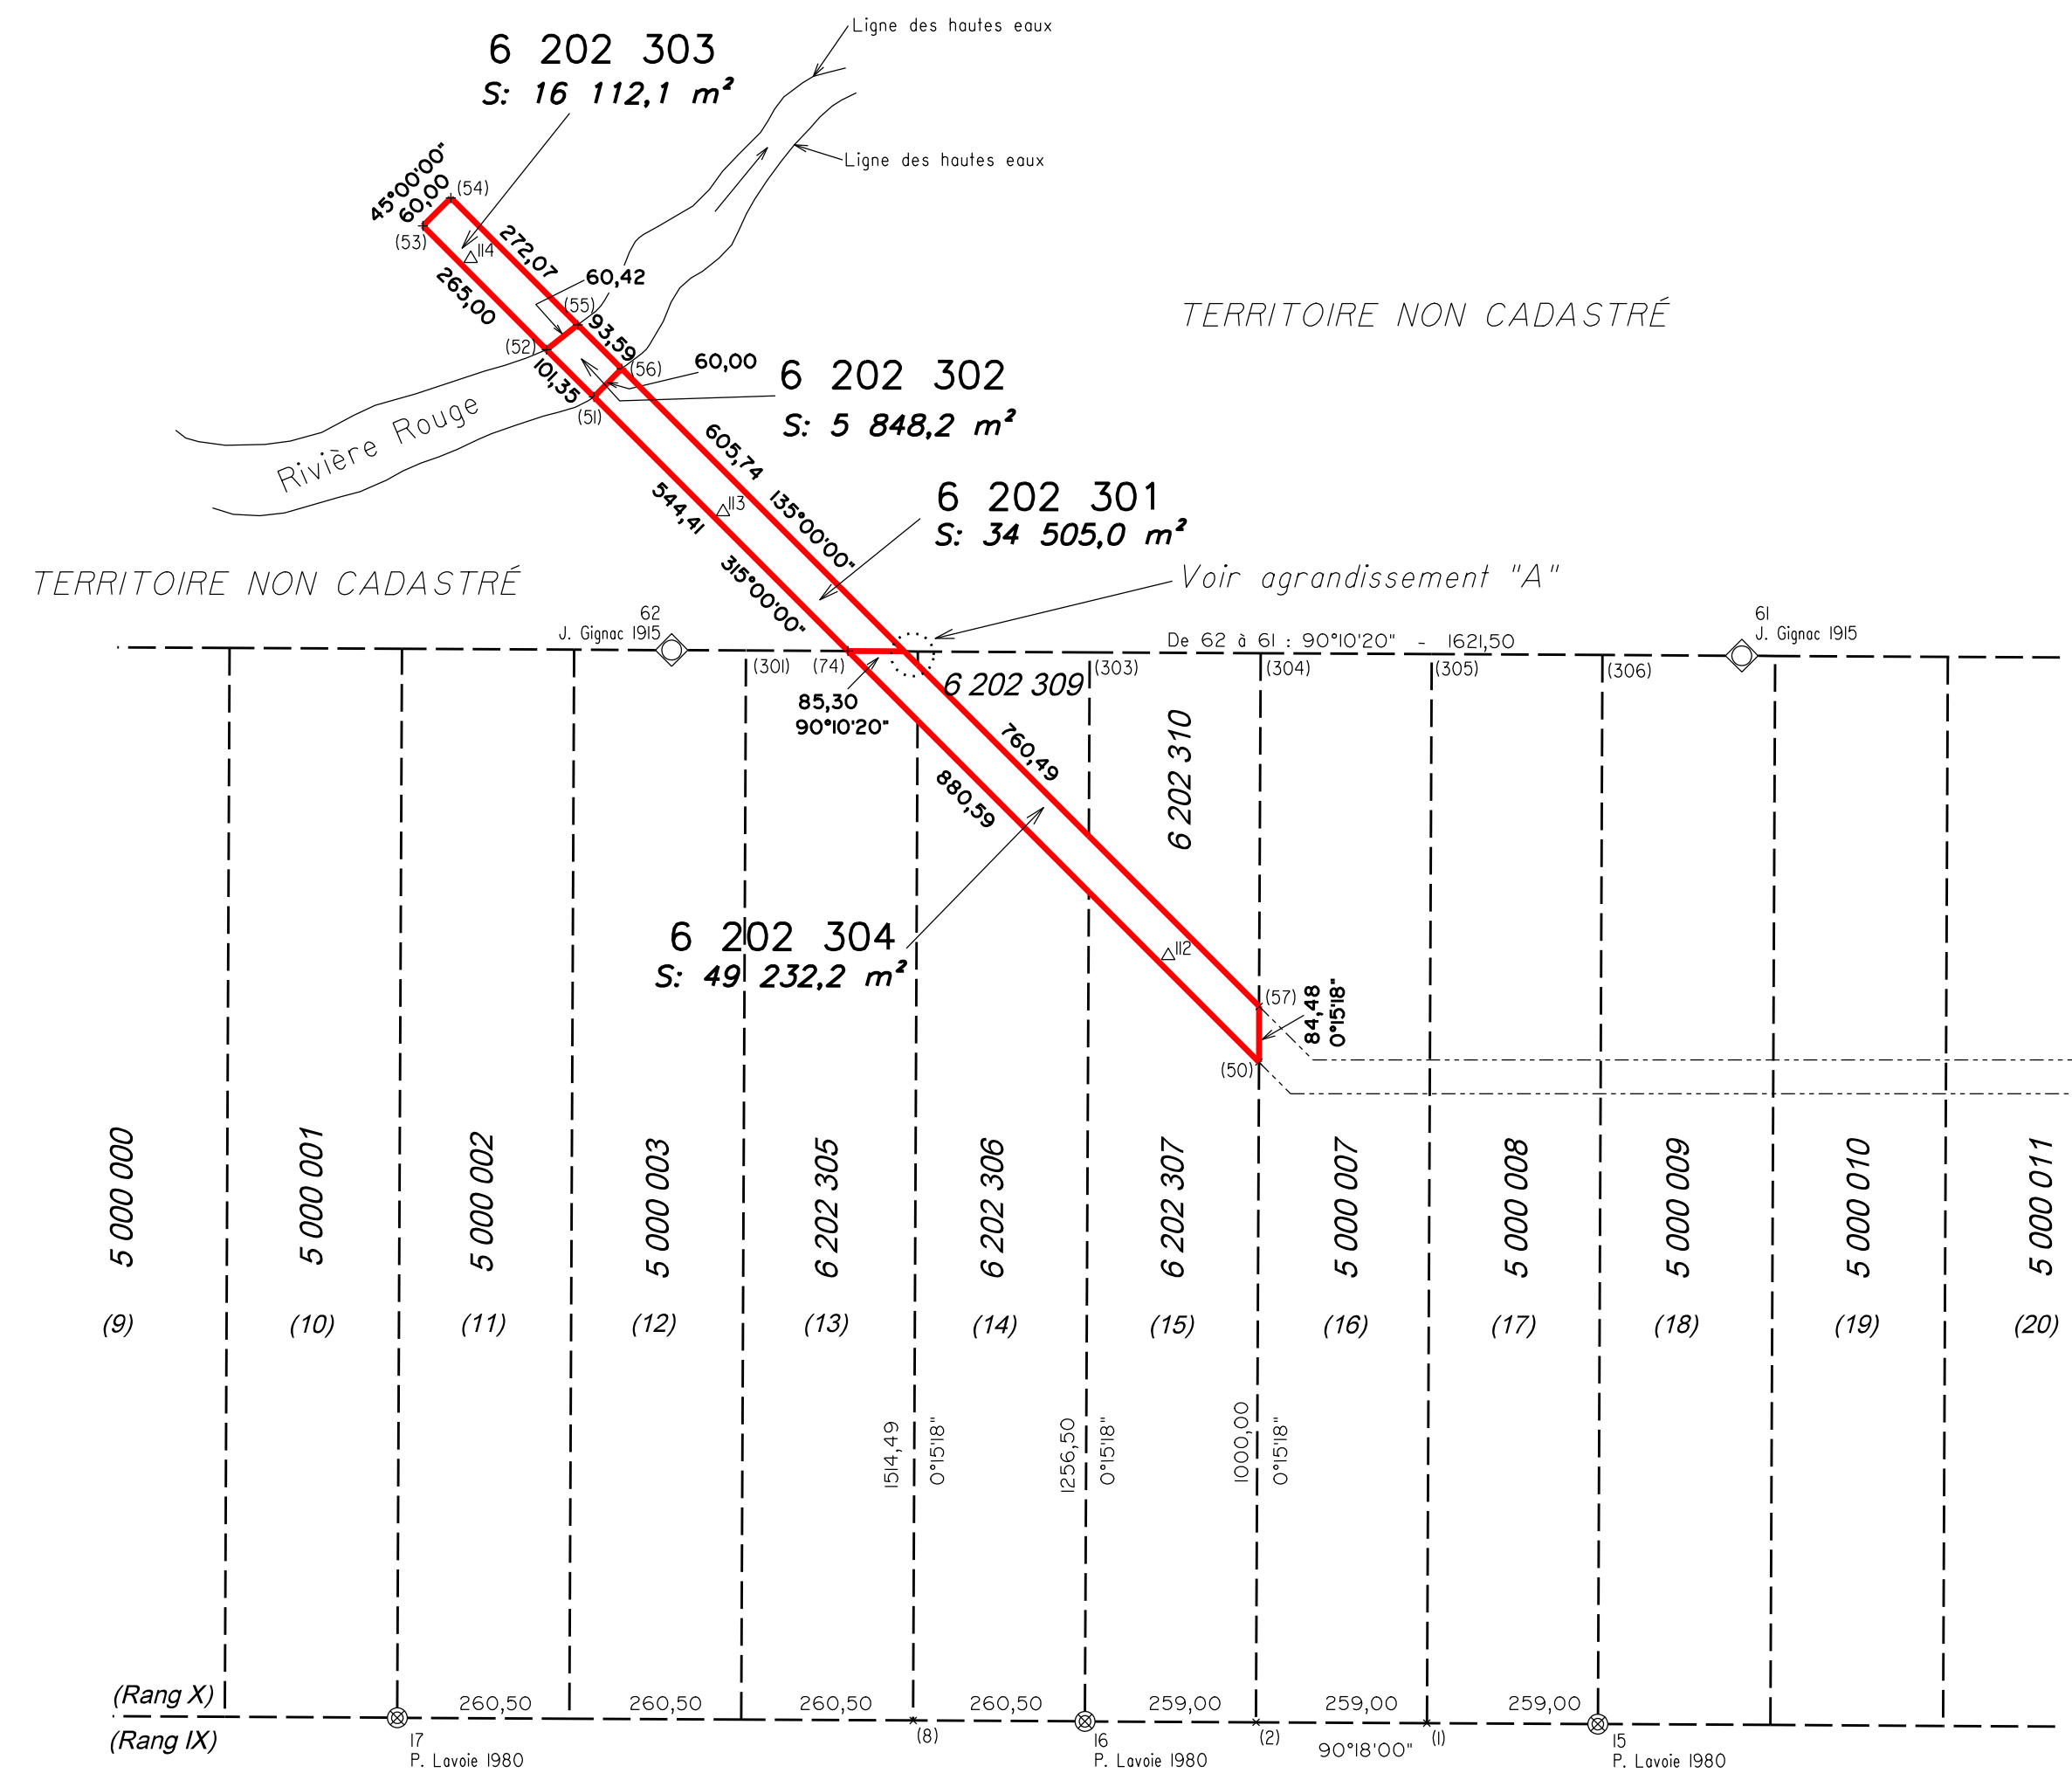 Ligne des hautes eaux
6 202 303
S: 16 112,1 m²
Ligne des hautes eaux
45°00'00"
60,00
(54)
(53)
114
272,07
265,00
60,42
(55)
93,59
(52)
(56)
60,00
101,35
(51)
6 202 302
S: 5 848,2 m²
TERRITOIRE NON CADASTRÉ
Rivière Rouge
605,74
135°00'00"
544,41
113
315°00'00"
6 202 301
S: 34 505,0 m²
TERRITOIRE NON CADASTRÉ
Voir agrandissement "A"
62
J. Gignac 1915
De 62 à 61 : 90°10'20" - 1621,50
61
J. Gignac 1915
(301)
(74)
(303)
(304)
(305)
(306)
85,30
90°10'20"
6 202 309
6 202 310
760,49
880,59
6 202 304
S: 49 232,2 m²
112
(57)
84,48
0°15'18"
(50)
5 000 000
5 000 001
5 000 002
5 000 003
6 202 305
6 202 306
6 202 307
5 000 007
5 000 008
5 000 009
5 000 010
5 000 011
(9)
(10)
(11)
(12)
(13)
(14)
(15)
(16)
(17)
(18)
(19)
(20)
1514,49
0°15'18"
1256,50
0°15'18"
1000,00
0°15'18"
(Rang X)
260,50
260,50
260,50
260,50
259,00
259,00
259,00
(Rang IX)
17
P. Lavoie 1980
(8)
16
P. Lavoie 1980
(2)
90°18'00"
(1)
15
P. Lavoie 1980